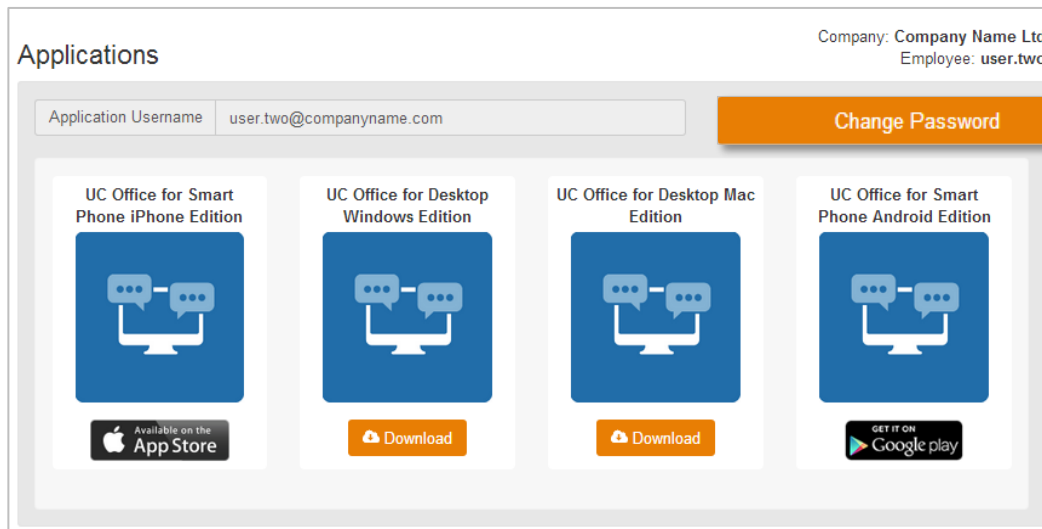 Company: Company Name Ltd
Applications
Employee: user.two
Application Username
user.two@companyname.com
Change Password
UC Office for Smart
Phone iPhone Edition
UC Office for Desktop
Windows Edition
UC Office for Desktop Mac
Edition
UC Office for Smart
Phone Android Edition
Available on the
App Store
Download
Download
GET IT ON
Google play